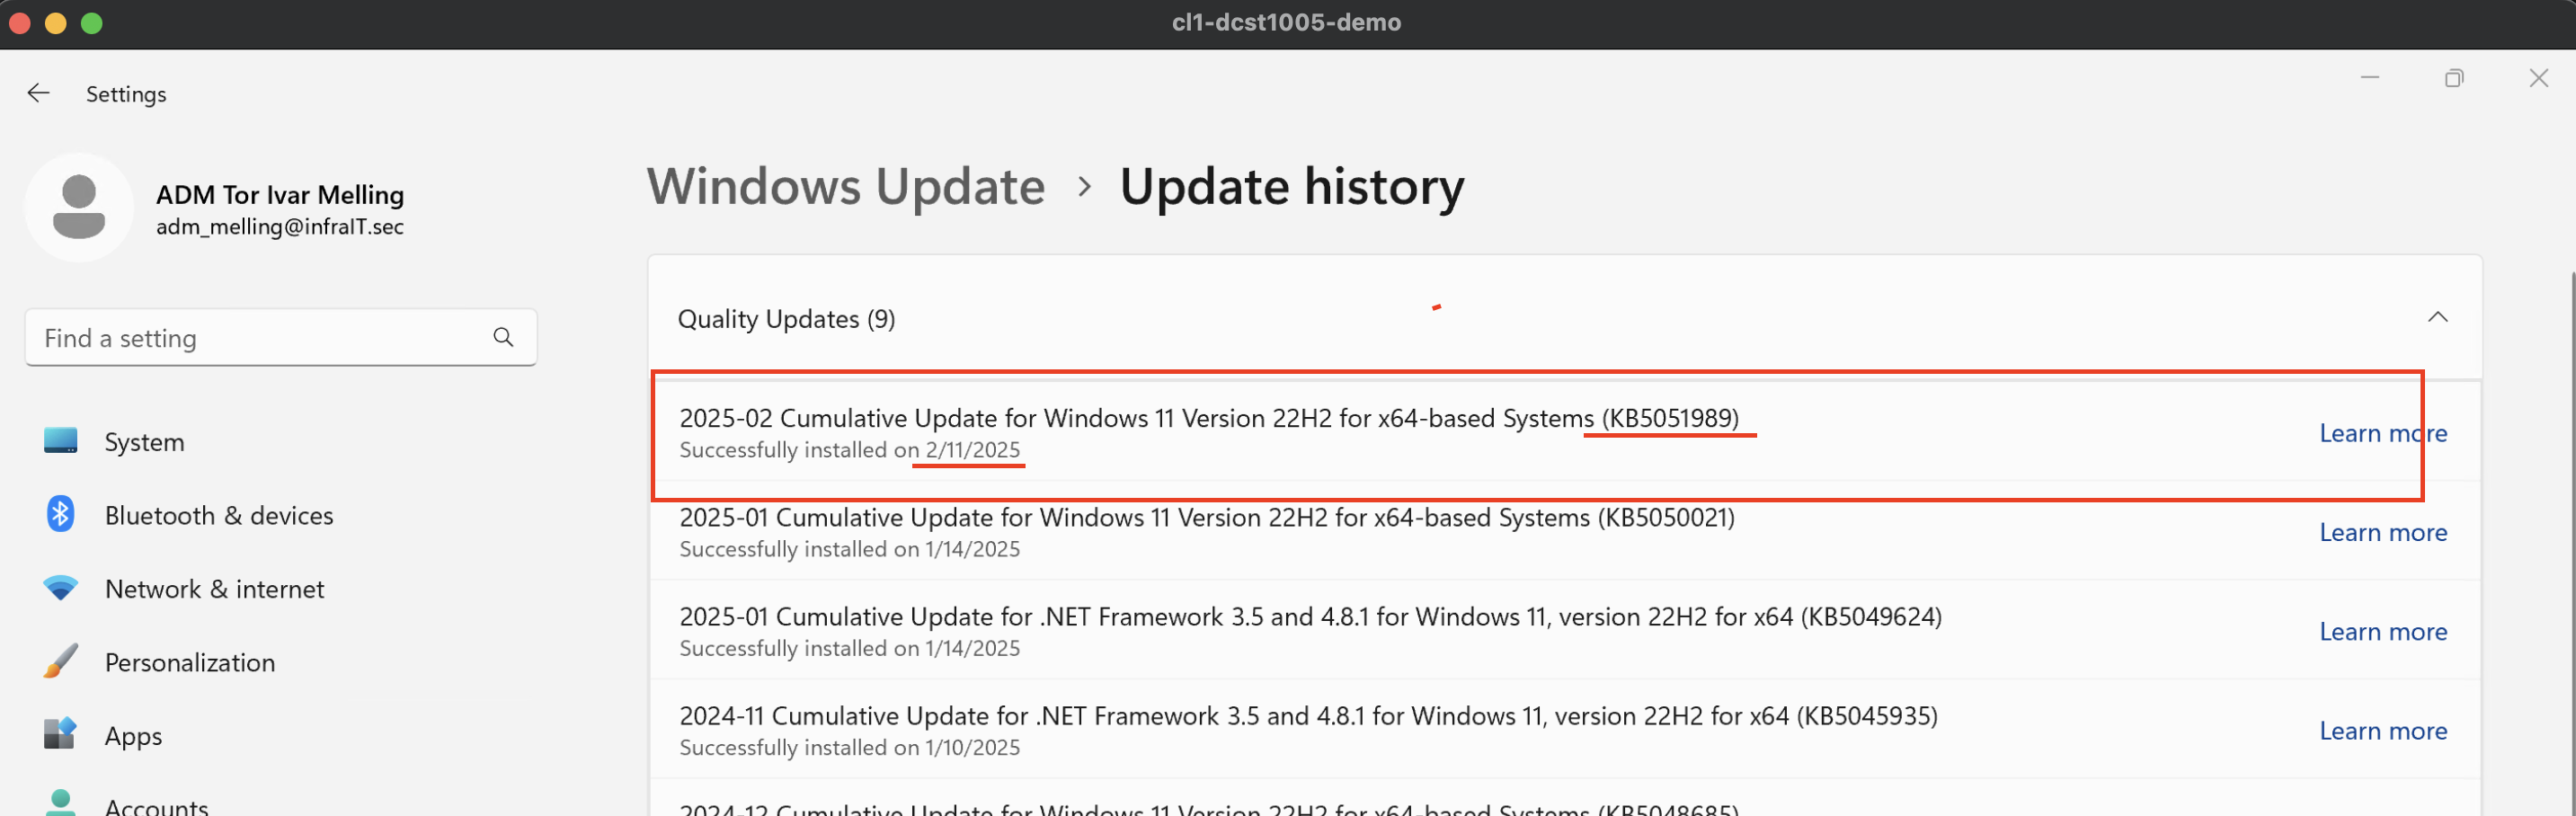 cl1-dcst1005-demo
Settings
ADM Tor Ivar Melling
adm_melling@infraIT.sec
Find a setting
System
Bluetooth & devices
Network & internet
Personalization
Apps
Accounts
Windows Update > Update history
Quality Updates (9)
2025-02 Cumulative Update for Windows 11 Version 22H2 for x64-based Systems (KB5051989)
Successfully installed on 2/11/2025
Learn more
2025-01 Cumulative Update for Windows 11 Version 22H2 for x64-based Systems (KB5050021)
Successfully installed on 1/14/2025
Learn more
2025-01 Cumulative Update for .NET Framework 3.5 and 4.8.1 for Windows 11, version 22H2 for x64 (KB5049624)
Successfully installed on 1/14/2025
Learn more
2024-11 Cumulative Update for .NET Framework 3.5 and 4.8.1 for Windows 11, version 22H2 for x64 (KB5045935)
Successfully installed on 1/10/2025
Learn more
2024-12 Cumulative Update for Windows 11 Version 22H2 for x64-based Systems (KB5048685)